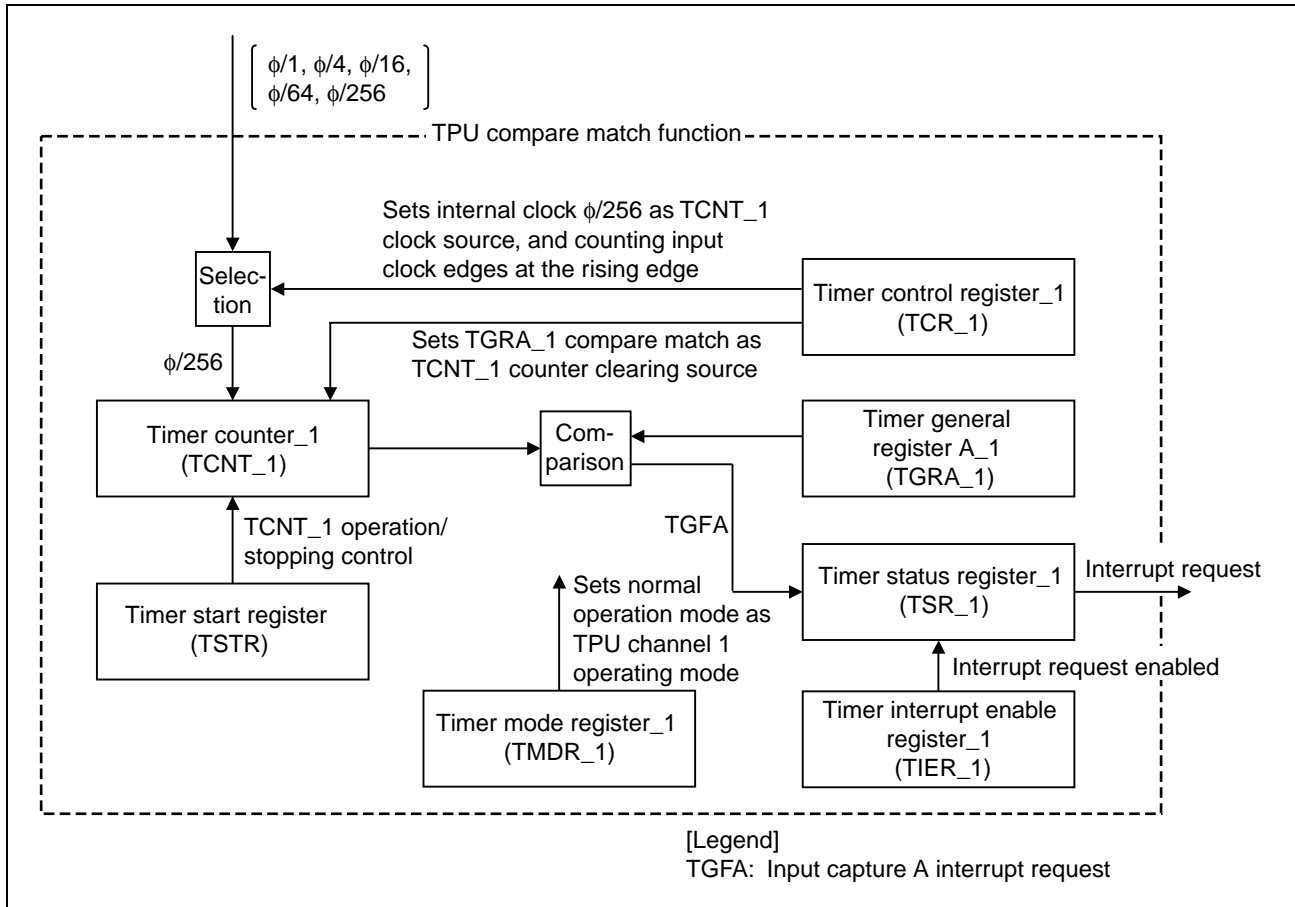 ϕ/1, ϕ/4, ϕ/16,
ϕ/64, ϕ/256
TPU compare match function
Sets internal clock ϕ/256 as TCNT_1
clock source, and counting input
clock edges at the rising edge
Selec-
tion
Timer control register_1
(TCR_1)
Sets TGRA_1 compare match as
TCNT_1 counter clearing source
ϕ/256
Timer counter_1
(TCNT_1)
Com-
parison
Timer general
register A_1
(TGRA_1)
TCNT_1 operation/
stopping control
TGFA
Timer start register
(TSTR)
Sets normal
operation mode as
TPU channel 1
operating mode
Timer status register_1
(TSR_1)
Interrupt request
Interrupt request enabled
Timer mode register_1
(TMDR_1)
Timer interrupt enable
register_1
(TIER_1)
[Legend]
TGFA: Input capture A interrupt request